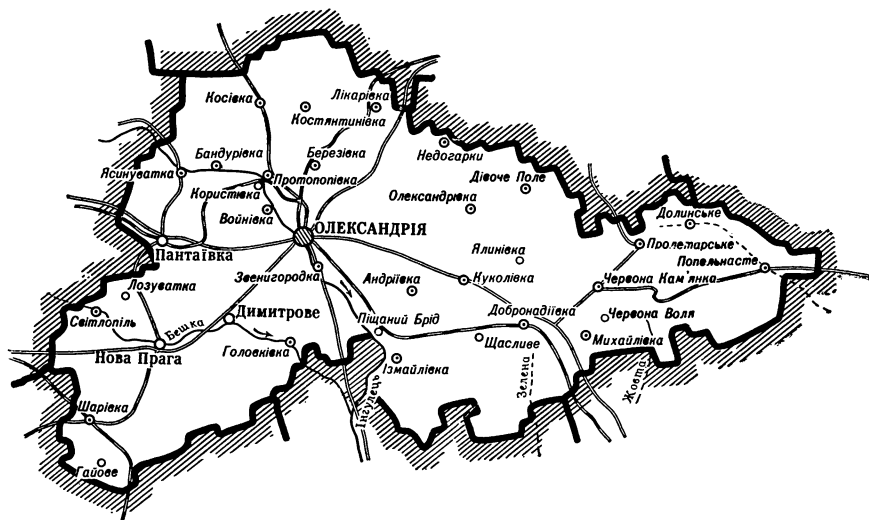 Косівка
Лікарівка
Костянтинівка
Недогарки
Бандурівка
Березівка
Ясинуватка
Протопопівка
Дівоче Поле
Користівка
Олександрівка
Войнівка
Долинське
ОЛЕКСАНДРІЯ
Пролетарське
Пантаївка
Ялинівка
Попельнасте
Звенигородка
Андріївка
Куколівка
Червона Кам'янка
Лозуватка
Світлопіль
Бешка
Димитрове
Піщаний Брід
Добронадіївка
Червона Воля
Нова Прага
Головківка
Щасливе
Михайлівка
Ізмайлівка
Зелена
Жовта
Інгулець
Шарівка
Гайове